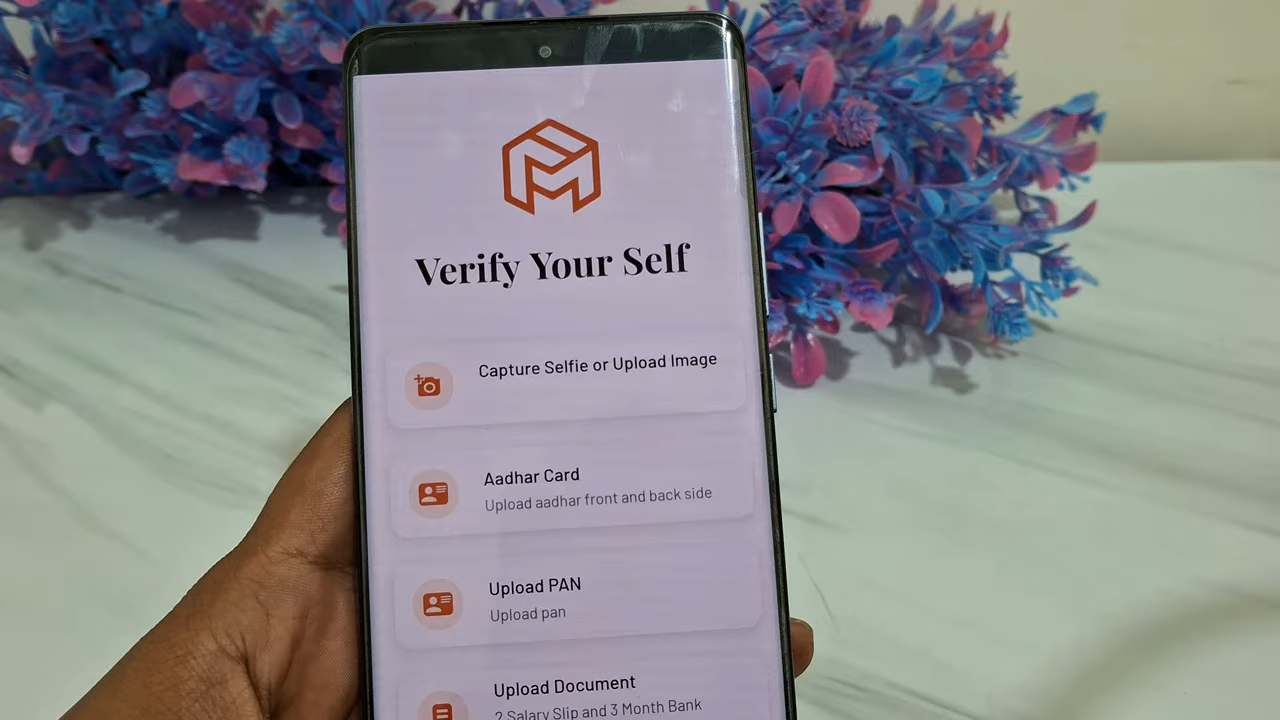 Verify Your Self
Capture Selfie or Upload Image
Aadhar Card
Upload aadhar front and back side
Upload PAN
Upload pan
Upload Document
2 Salary Slip and 3 Month Bank